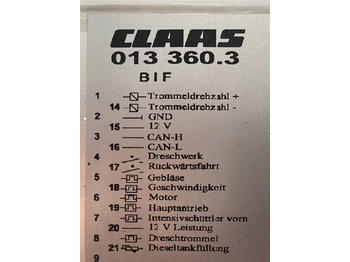 CLAAS
013 360.3
BIF
1 Trommeldrehzahl +
14 Trommeldrehzahl -
2 GND
15 12 V
3 CAN-H
16 CAN-L
4 Dreschwerk
17 Rückwärtsfahrt
5 Gebläse
18 Geschwindigkeit
6 Motor
19 Hauptantrieb
7 Intensivschüttler vorn
20 12 V Leistung
8 Dreschtrommel
21 Dieseltankfüllung
9